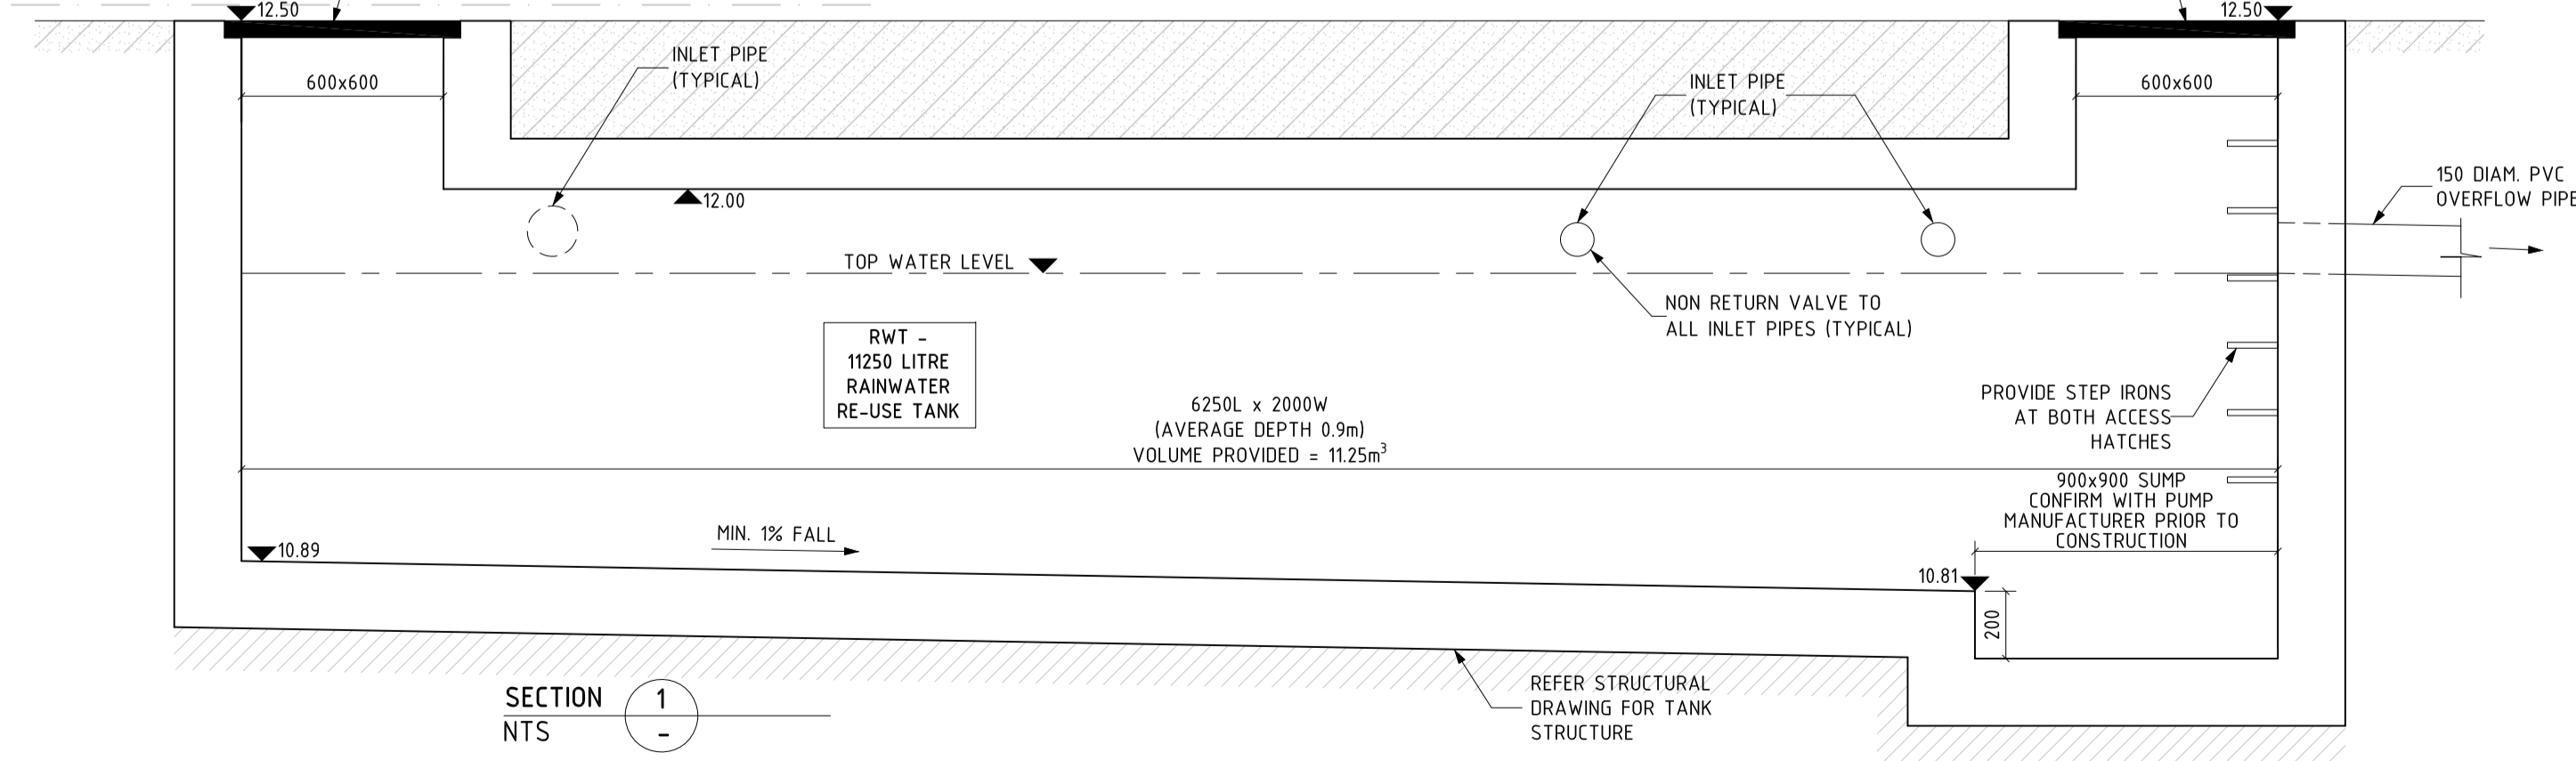 12.50
12.50
600x600
INLET PIPE
(TYPICAL)
INLET PIPE
(TYPICAL)
600x600
150 DIAM. PVC
OVERFLOW PIPE
12.00
TOP WATER LEVEL
NON RETURN VALVE TO
ALL INLET PIPES (TYPICAL)
RWT -
11250 LITRE
RAINWATER
RE-USE TANK
6250L x 2000W
(AVERAGE DEPTH 0.9m)
VOLUME PROVIDED = 11.25m³
PROVIDE STEP IRONS
AT BOTH ACCESS
HATCHES
900x900 SUMP
CONFIRM WITH PUMP
MANUFACTURER PRIOR TO
CONSTRUCTION
MIN. 1% FALL
10.89
10.81
200
REFER STRUCTURAL
DRAWING FOR TANK
STRUCTURE
SECTION 1
NTS -